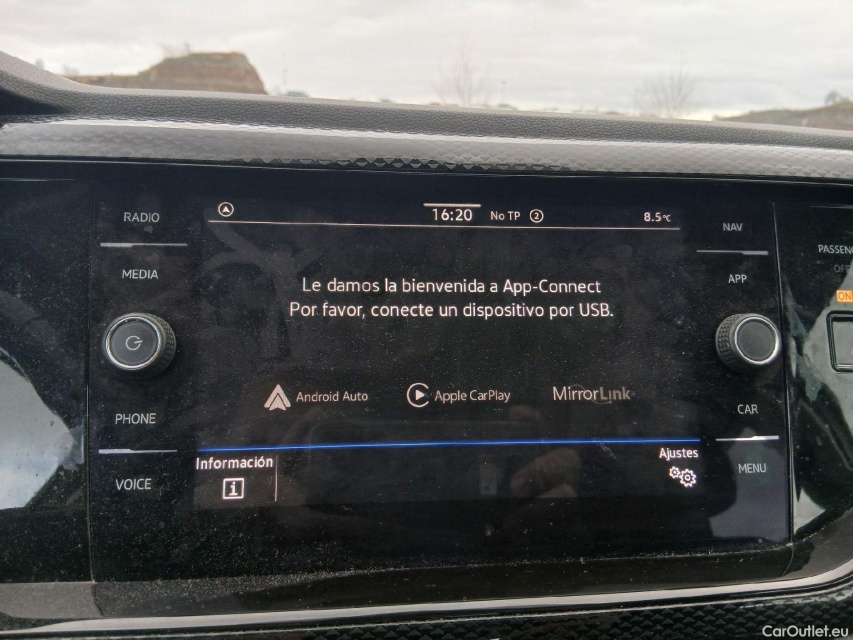 RADIO
MEDIA
PHONE
VOICE
16:20 No TP 2 8.5°C
Le damos la bienvenida a App-Connect
Por favor, conecte un dispositivo por USB.
Android Auto Apple CarPlay MirrorLink
Información
i
Ajustes
NAV
APP
CAR
MENU
CarOutlet.eu